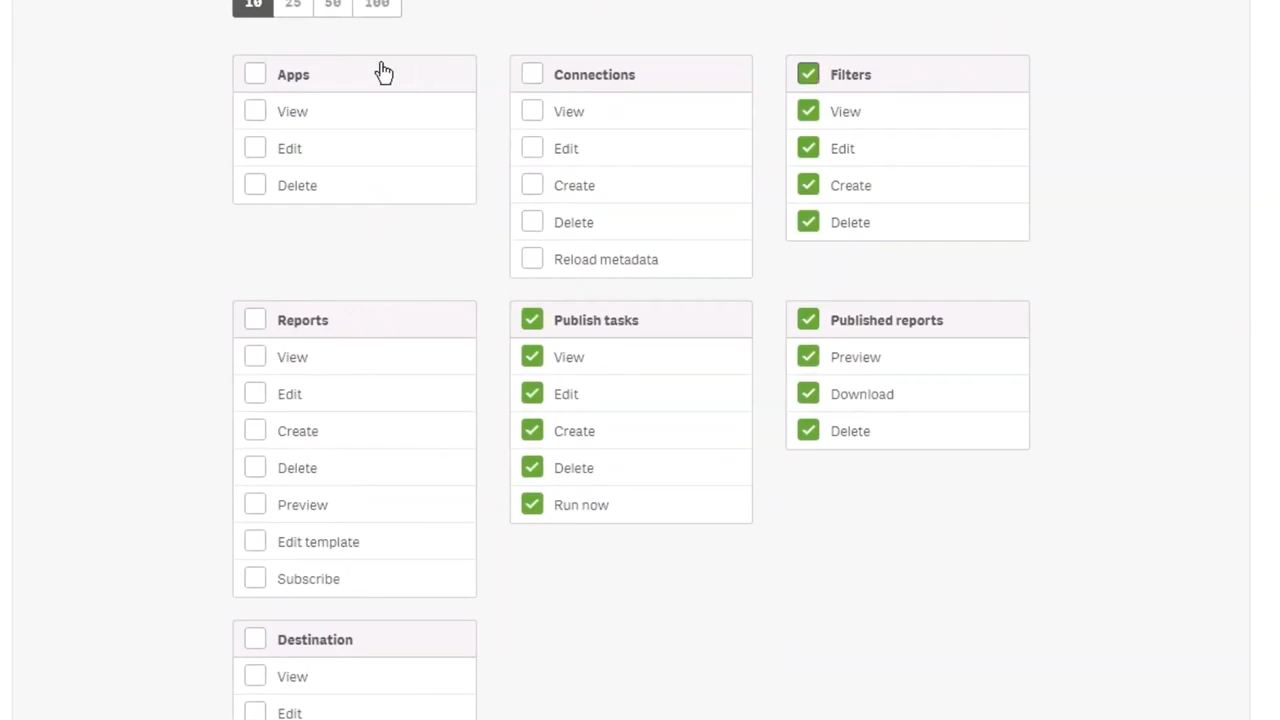 10 25 50 100
Apps
View
Edit
Delete
Connections
View
Edit
Create
Delete
Reload metadata
Filters
View
Edit
Create
Delete
Reports
View
Edit
Create
Delete
Preview
Edit template
Subscribe
Publish tasks
View
Edit
Create
Delete
Run now
Published reports
Preview
Download
Delete
Destination
View
Edit